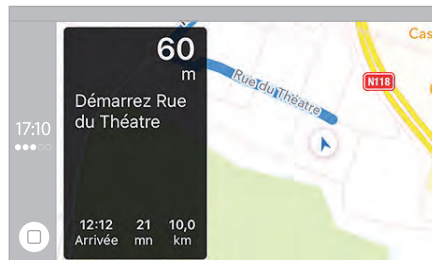 60
m
Démarrez Rue
du Théatre
17:10
12:12 21 10,0
Arrivée mn km
Rue du Théatre
N118
Cas